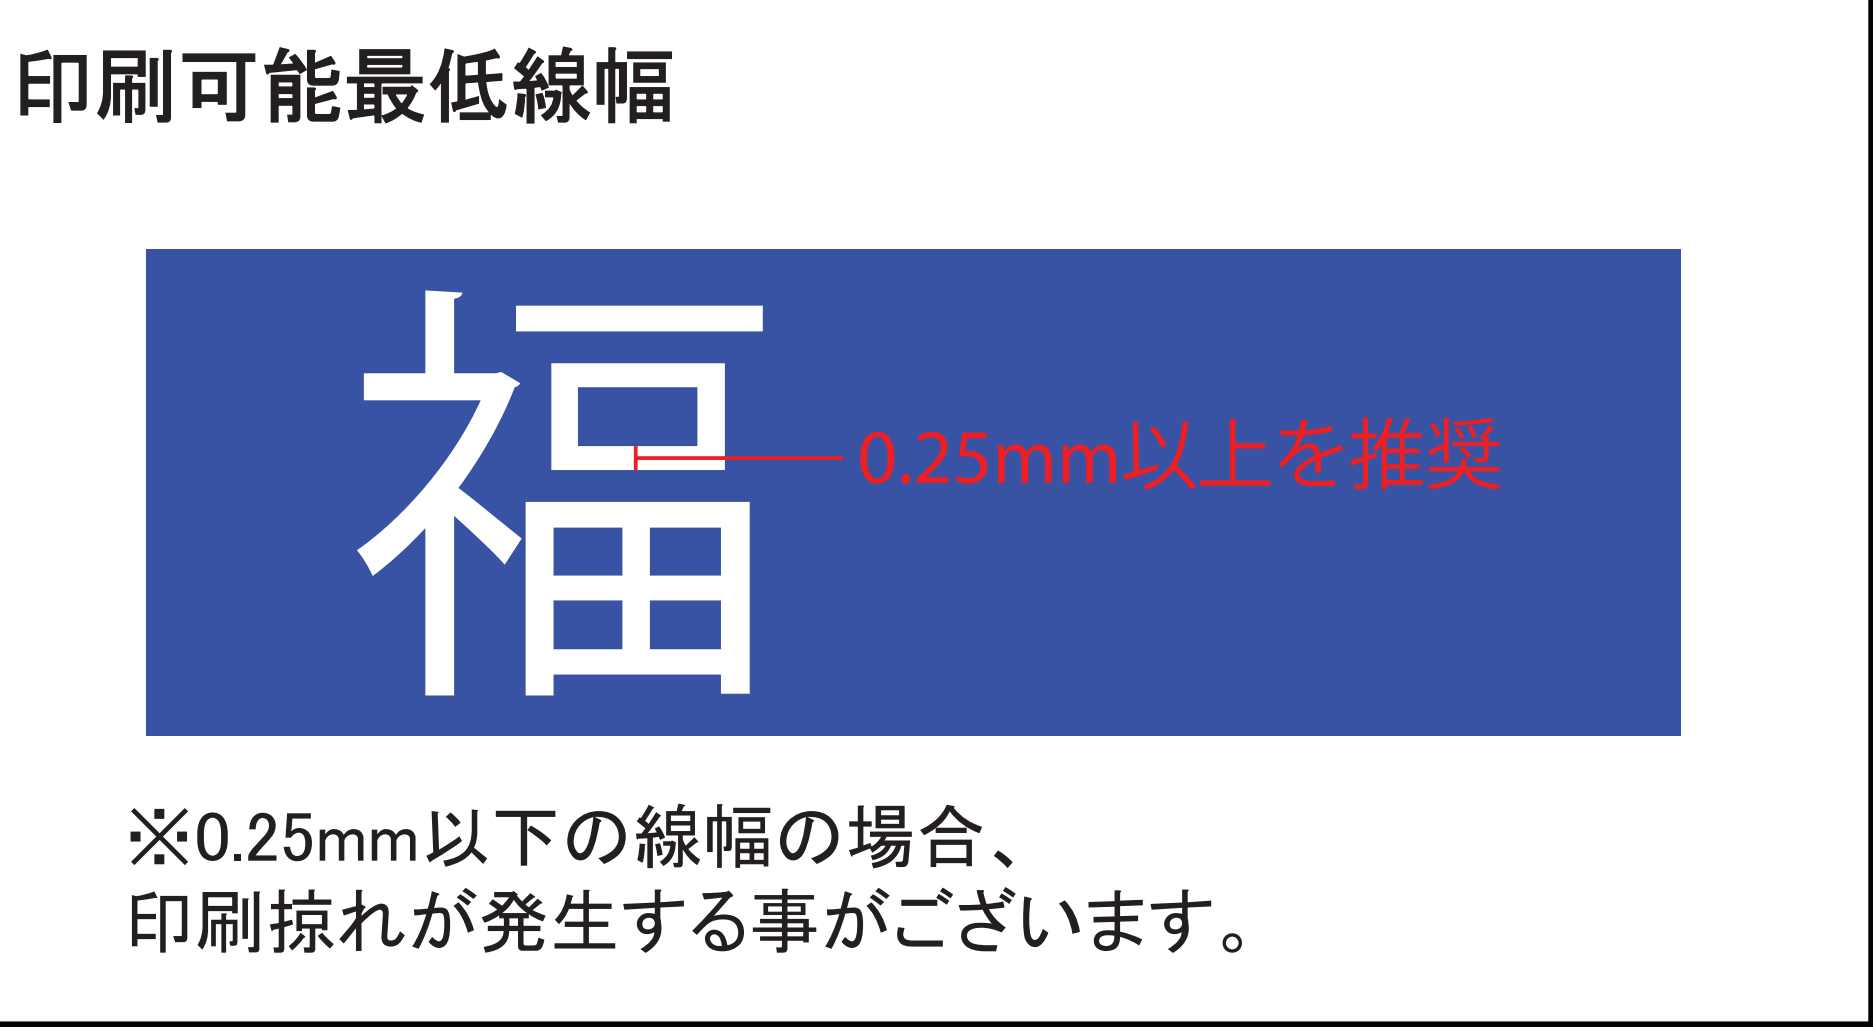 印刷可能最低線幅
福
0.25mm以上を推奨
※0.25mm以下の線幅の場合、
印刷掠れが発生する事がございます。